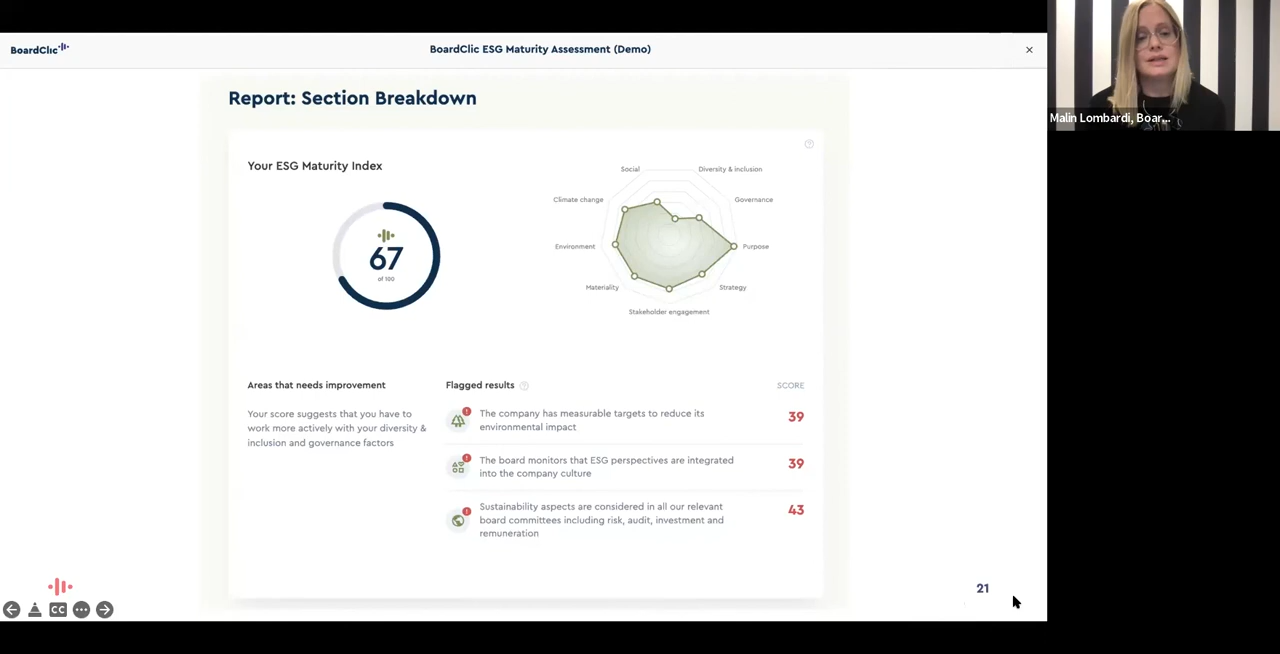 BoardClic
BoardClic ESG Maturity Assessment (Demo)
Malin Lombardi, Boar...
Report: Section Breakdown
Your ESG Maturity Index
67
of 100
Social
Diversity & inclusion
Climate change
Governance
Environment
Purpose
Materiality
Strategy
Stakeholder engagement
Areas that needs improvement
Your score suggests that you have to
work more actively with your diversity &
inclusion and governance factors
Flagged results
SCORE
The company has measurable targets to reduce its
environmental impact
39
The board monitors that ESG perspectives are integrated
into the company culture
39
Sustainability aspects are considered in all our relevant
board committees including risk, audit, investment and
remuneration
43
21
CC